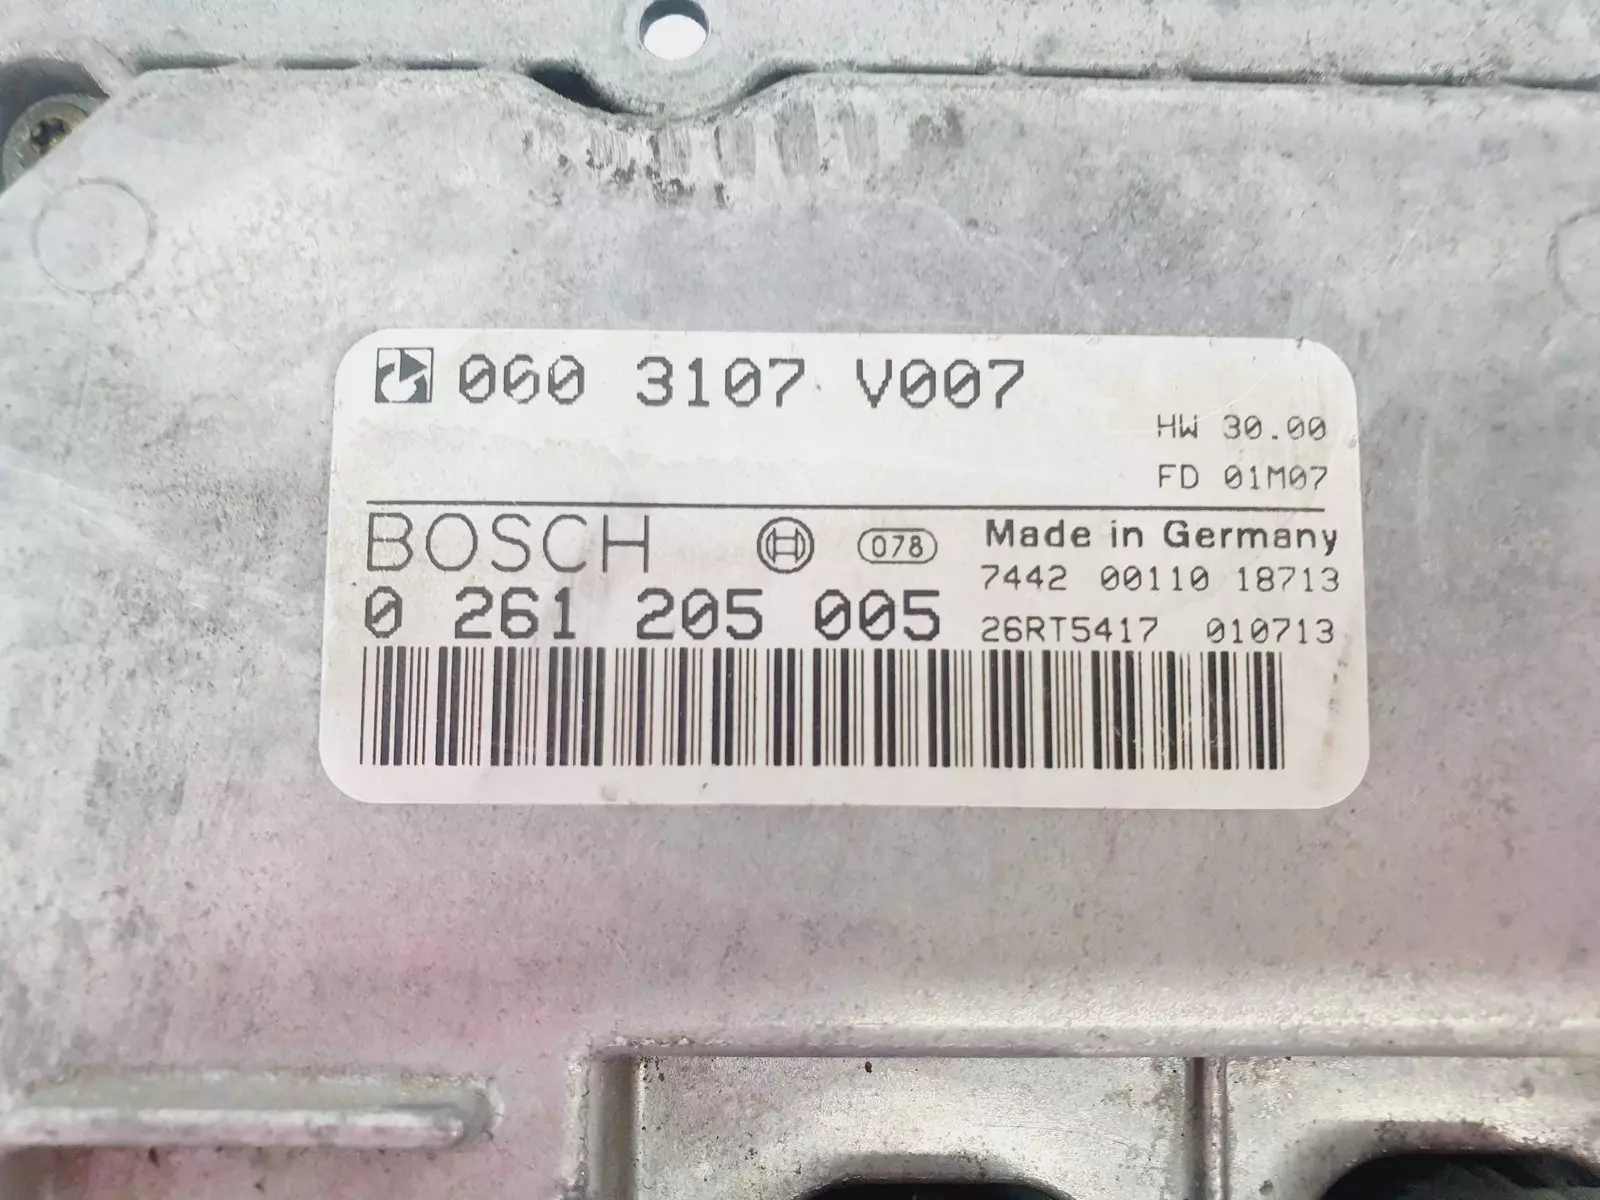 060 3107 V007
HW 30.00
FD 01M07
BOSCH 078 Made in Germany
7442 00110 18713
0 261 205 005 26RT5417 010713